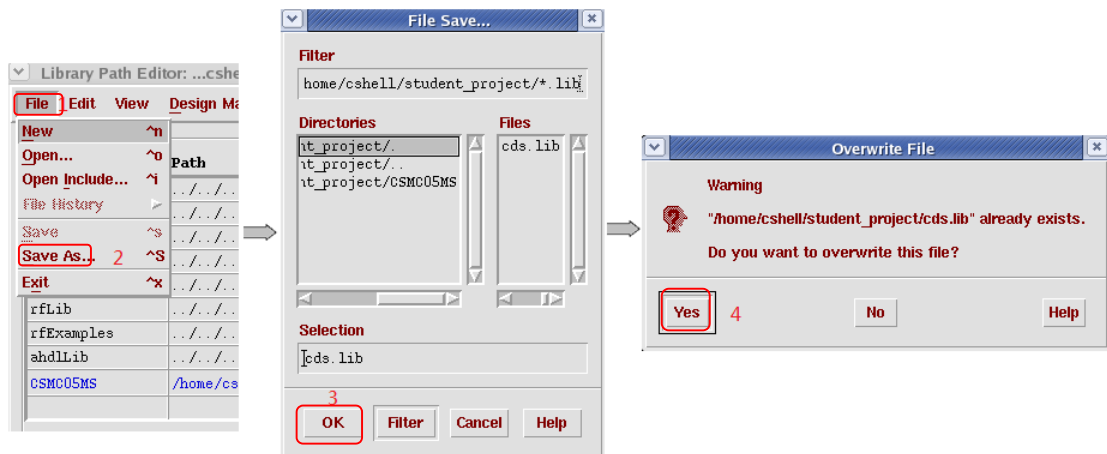 Library Path Editor: ...cshe
File 1 Edit View Design Ma
New ^n
Open... ^o
Path
Open Include... ^i
../../..
File History
../../..
Save ^s
../../..
Save As... 2 ^S
../../..
Exit ^x
../../..
rfLib ../../..
rfExamples ../../..
ahdlLib ../../..
CSMC05MS /home/cs
File Save...
Filter
home/cshell/student_project/*.lib
Directories Files
nt_project/. cds.lib
nt_project/..
nt_project/CSMC05MS
Selection
cds.lib
3
OK Filter Cancel Help
Overwrite File
Warning
"/home/cshell/student_project/cds.lib" already exists.
Do you want to overwrite this file?
Yes 4 No Help